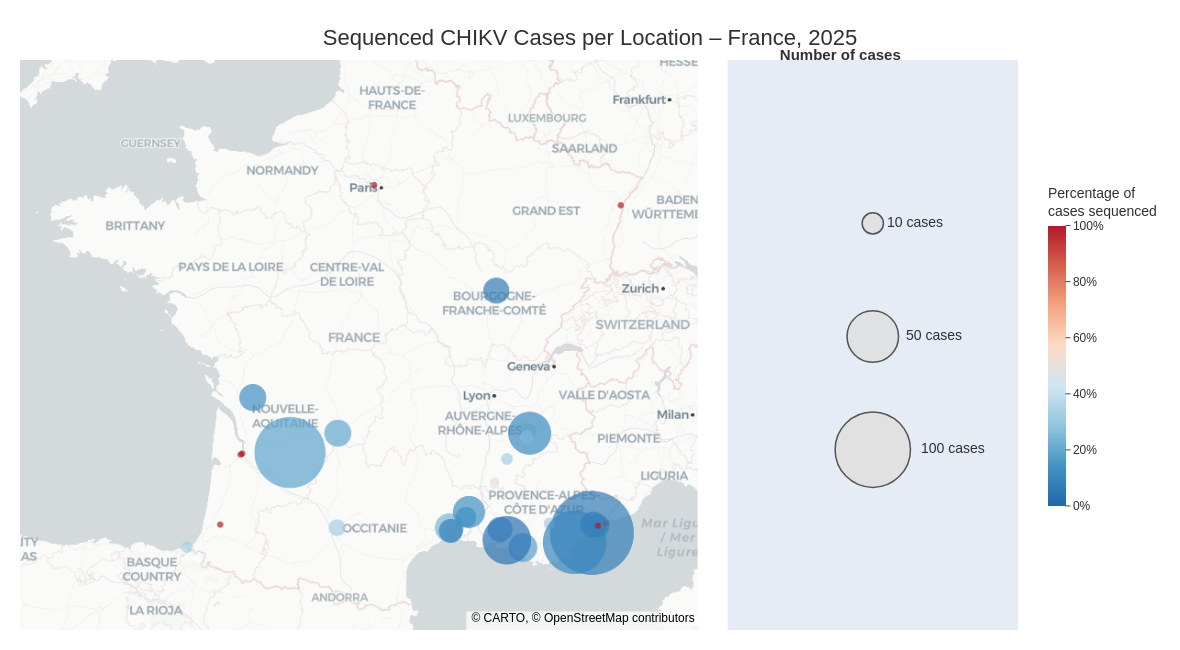 Sequenced CHIKV Cases per Location – France, 2025
Number of cases
HESSE
HAUTS-DE-
FRANCE
Frankfurt
LUXEMBOURG
GUERNSEY
SAARLAND
NORMANDY
Paris
BADEN
WÜRTTEME
GRAND EST
BRITTANY
PAYS DE LA LOIRE
CENTRE-VAL
DE LOIRE
Zurich
BOURGOGNE-
FRANCHE-COMTÉ
SWITZERLAND
FRANCE
Geneva
Lyon
VALLE D'AOSTA
NOUVELLE-
AQUITAINE
AUVERGNE-
RHÔNE-ALPES
Milan
PIEMONTE
LIGURIA
PROVENCE-ALPES-
CÔTE D'AZUR
OCCITANIE
Mar Ligu
/ Mer
Ligure
ITY
AS
BASQUE
COUNTRY
ANDORRA
LA RIOJA
© CARTO, © OpenStreetMap contributors
10 cases
50 cases
100 cases
Percentage of
cases sequenced
100%
80%
60%
40%
20%
0%